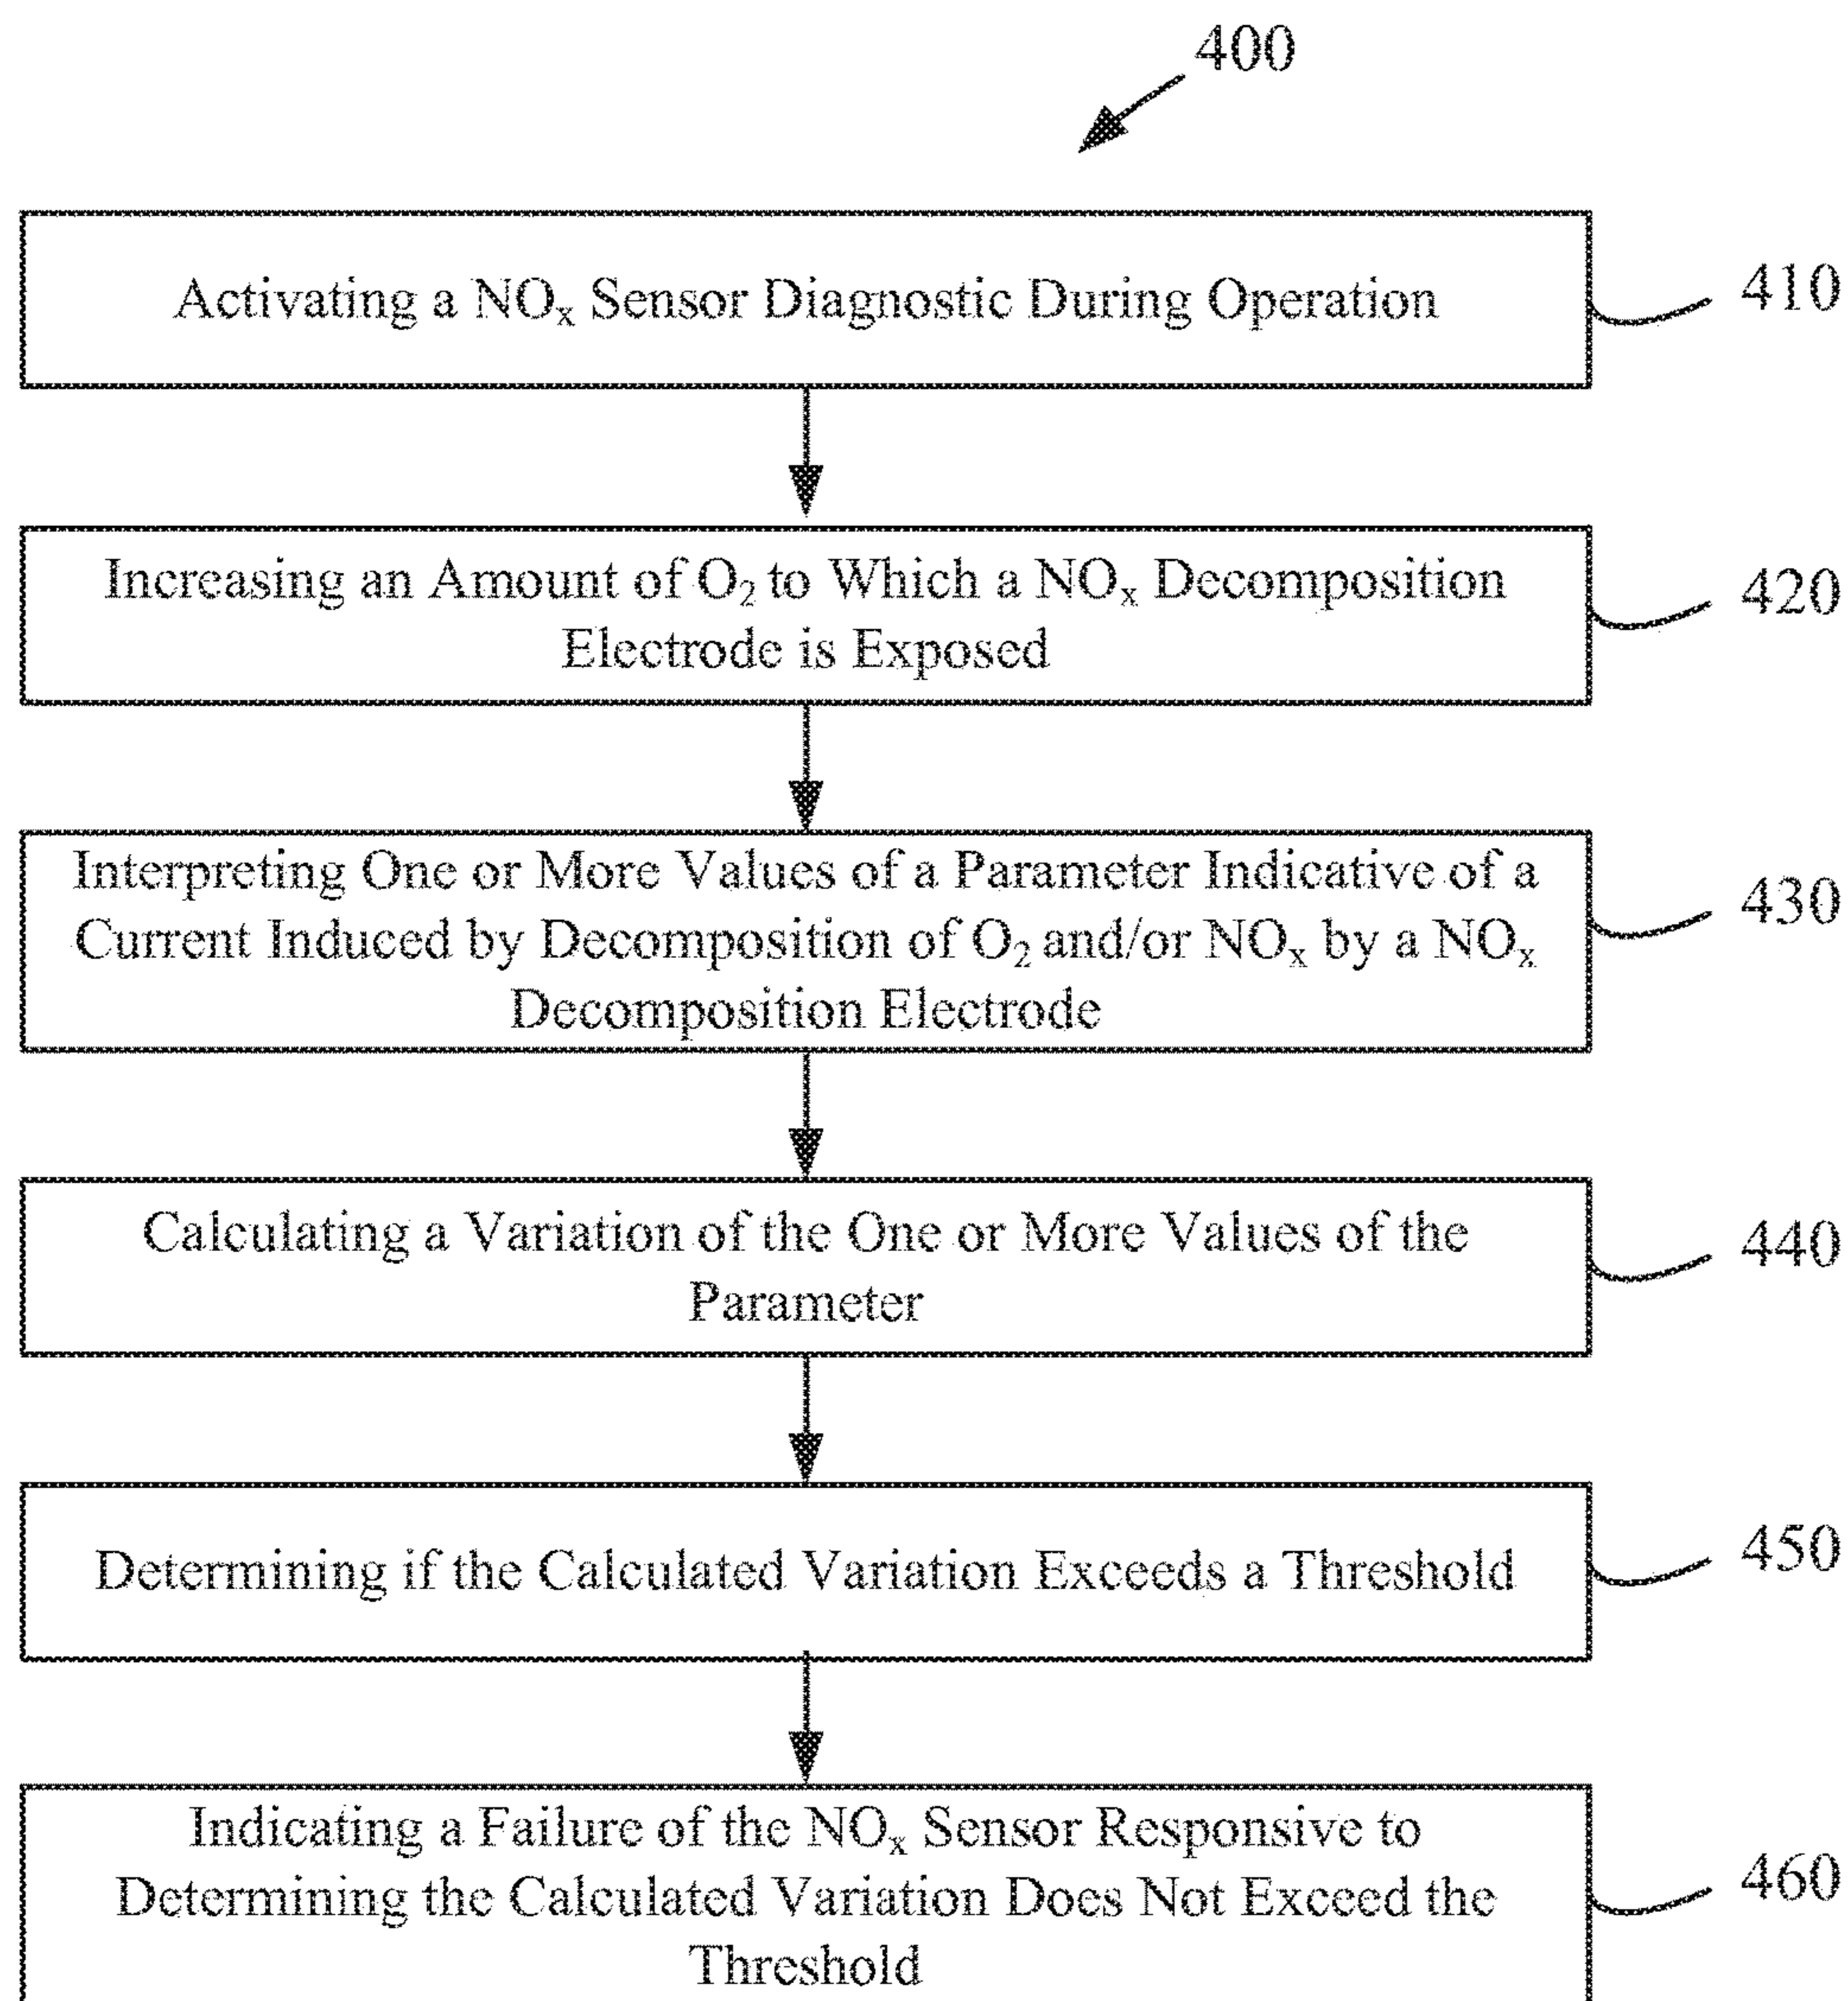 400
Activating a NOₓ Sensor Diagnostic During Operation
410
Increasing an Amount of O₂ to Which a NOₓ Decomposition
Electrode is Exposed
420
Interpreting One or More Values of a Parameter Indicative of a
Current Induced by Decomposition of O₂ and/or NOₓ by a NOₓ
Decomposition Electrode
430
Calculating a Variation of the One or More Values of the
Parameter
440
Determining if the Calculated Variation Exceeds a Threshold
450
Indicating a Failure of the NOₓ Sensor Responsive to
Determining the Calculated Variation Does Not Exceed the
Threshold
460